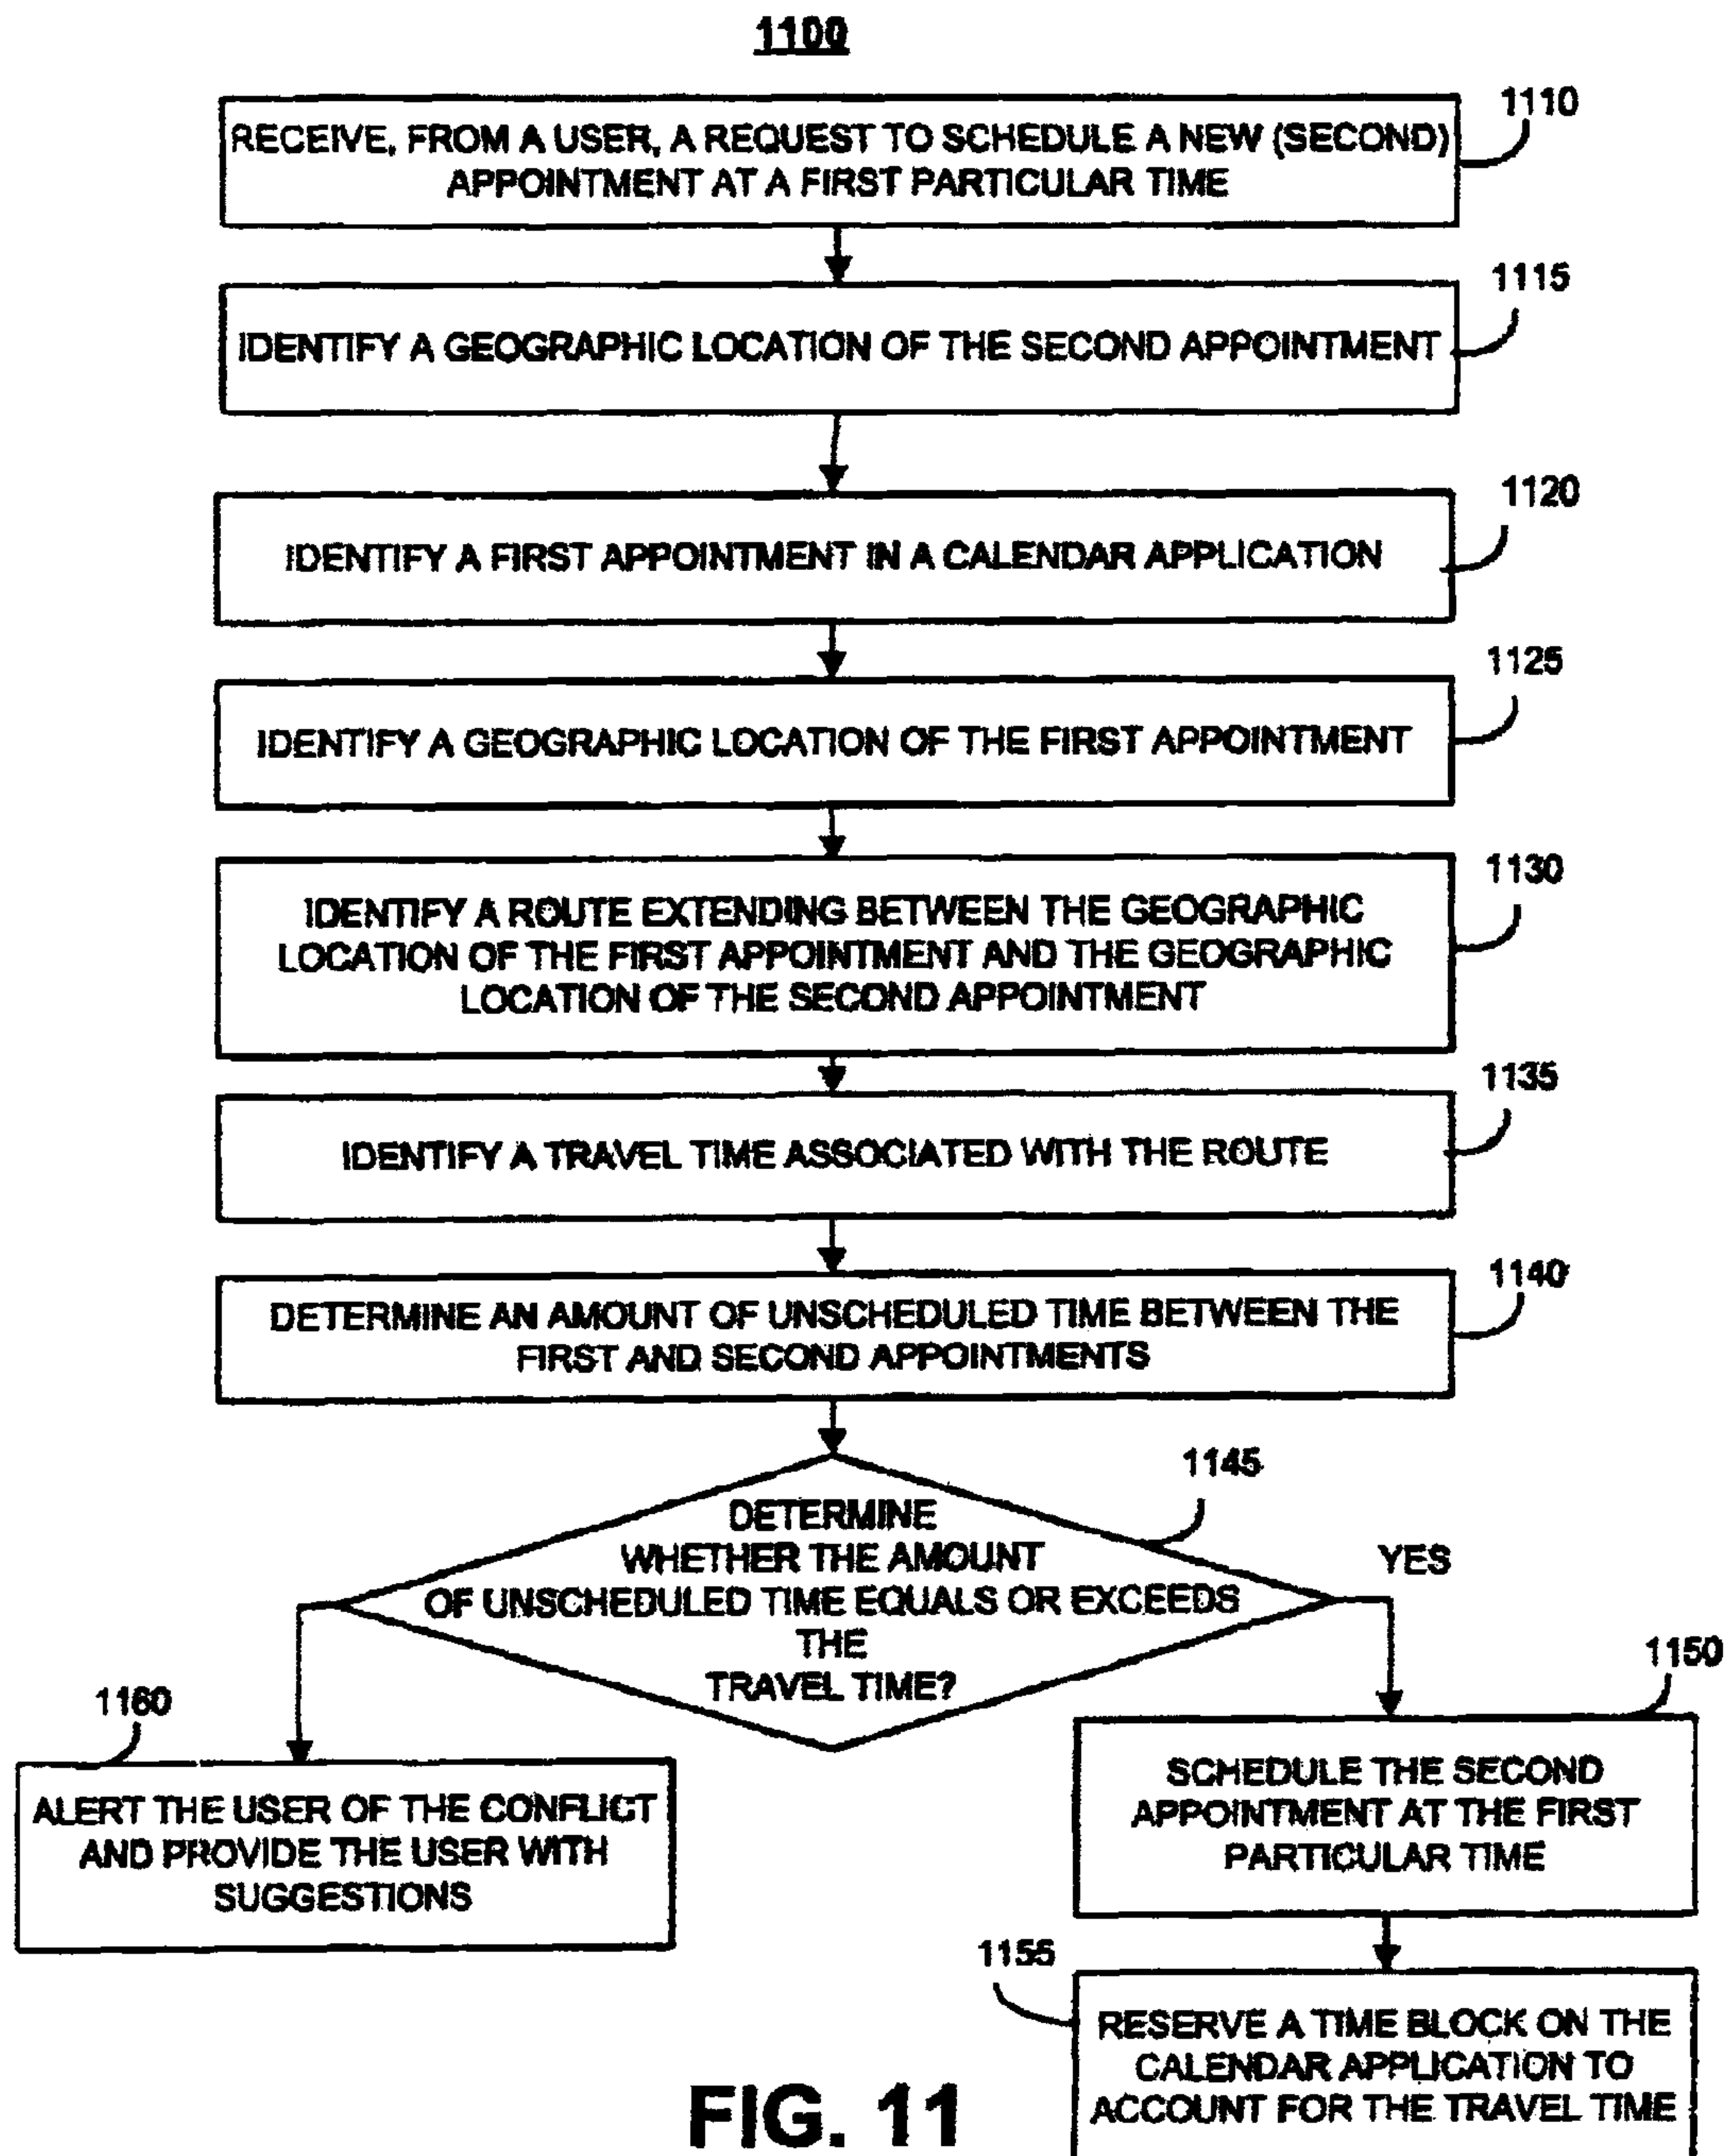 1100
1110
RECEIVE, FROM A USER, A REQUEST TO SCHEDULE A NEW (SECOND)
APPOINTMENT AT A FIRST PARTICULAR TIME
1115
IDENTIFY A GEOGRAPHIC LOCATION OF THE SECOND APPOINTMENT
1120
IDENTIFY A FIRST APPOINTMENT IN A CALENDAR APPLICATION
1125
IDENTIFY A GEOGRAPHIC LOCATION OF THE FIRST APPOINTMENT
1130
IDENTIFY A ROUTE EXTENDING BETWEEN THE GEOGRAPHIC
LOCATION OF THE FIRST APPOINTMENT AND THE GEOGRAPHIC
LOCATION OF THE SECOND APPOINTMENT
1135
IDENTIFY A TRAVEL TIME ASSOCIATED WITH THE ROUTE
1140
DETERMINE AN AMOUNT OF UNSCHEDULED TIME BETWEEN THE
FIRST AND SECOND APPOINTMENTS
1145
DETERMINE
WHETHER THE AMOUNT
OF UNSCHEDULED TIME EQUALS OR EXCEEDS
THE
TRAVEL TIME?
YES
1160
ALERT THE USER OF THE CONFLICT
AND PROVIDE THE USER WITH
SUGGESTIONS
1150
SCHEDULE THE SECOND
APPOINTMENT AT THE FIRST
PARTICULAR TIME
1155
RESERVE A TIME BLOCK ON THE
CALENDAR APPLICATION TO
ACCOUNT FOR THE TRAVEL TIME
FIG. 11